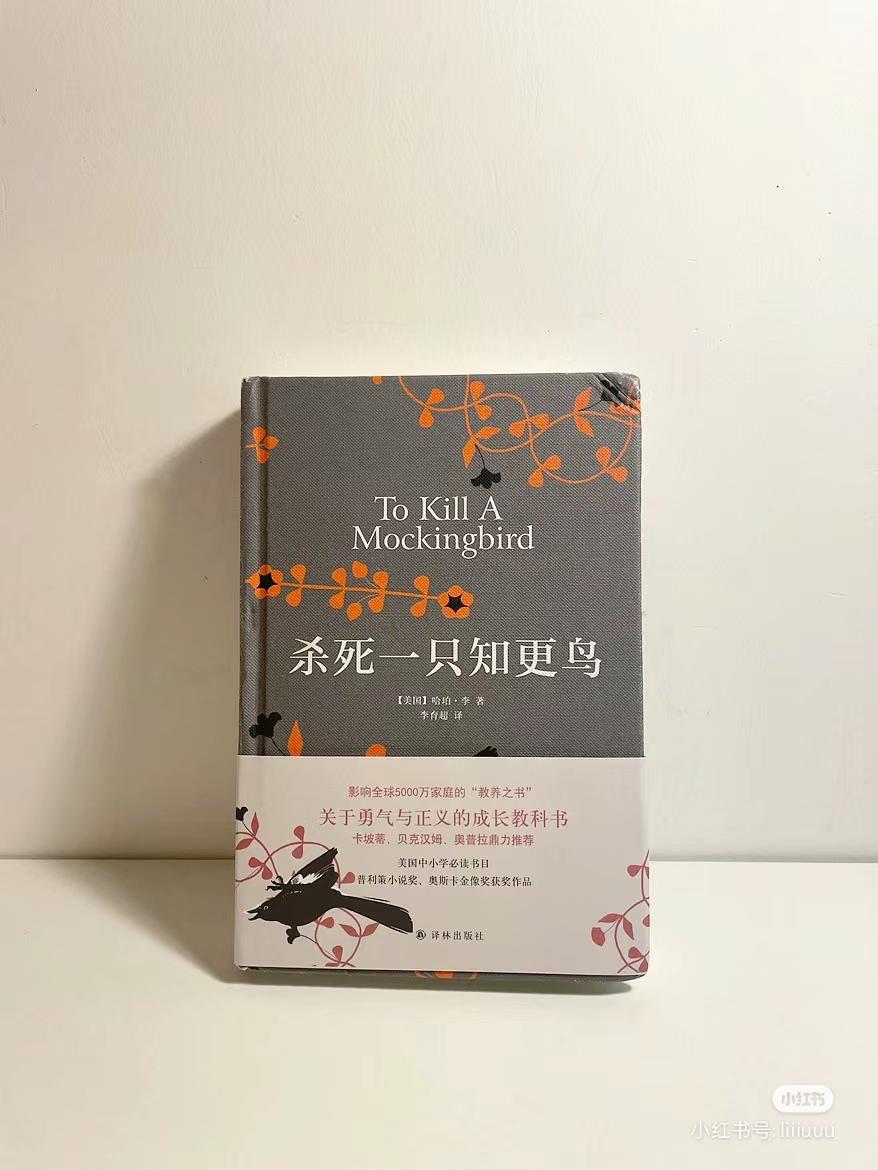 To Kill A
Mockingbird
杀死一只知更鸟
【美国】哈珀·李 著
李育超 译
影响全球5000万家庭的“教养之书”
关于勇气与正义的成长教科书
卡坡蒂、贝克汉姆、奥普拉鼎力推荐
美国中小学必读书目
普利策小说奖、奥斯卡金像奖获奖作品
译林出版社
小红书
小红书号: liiiuuu